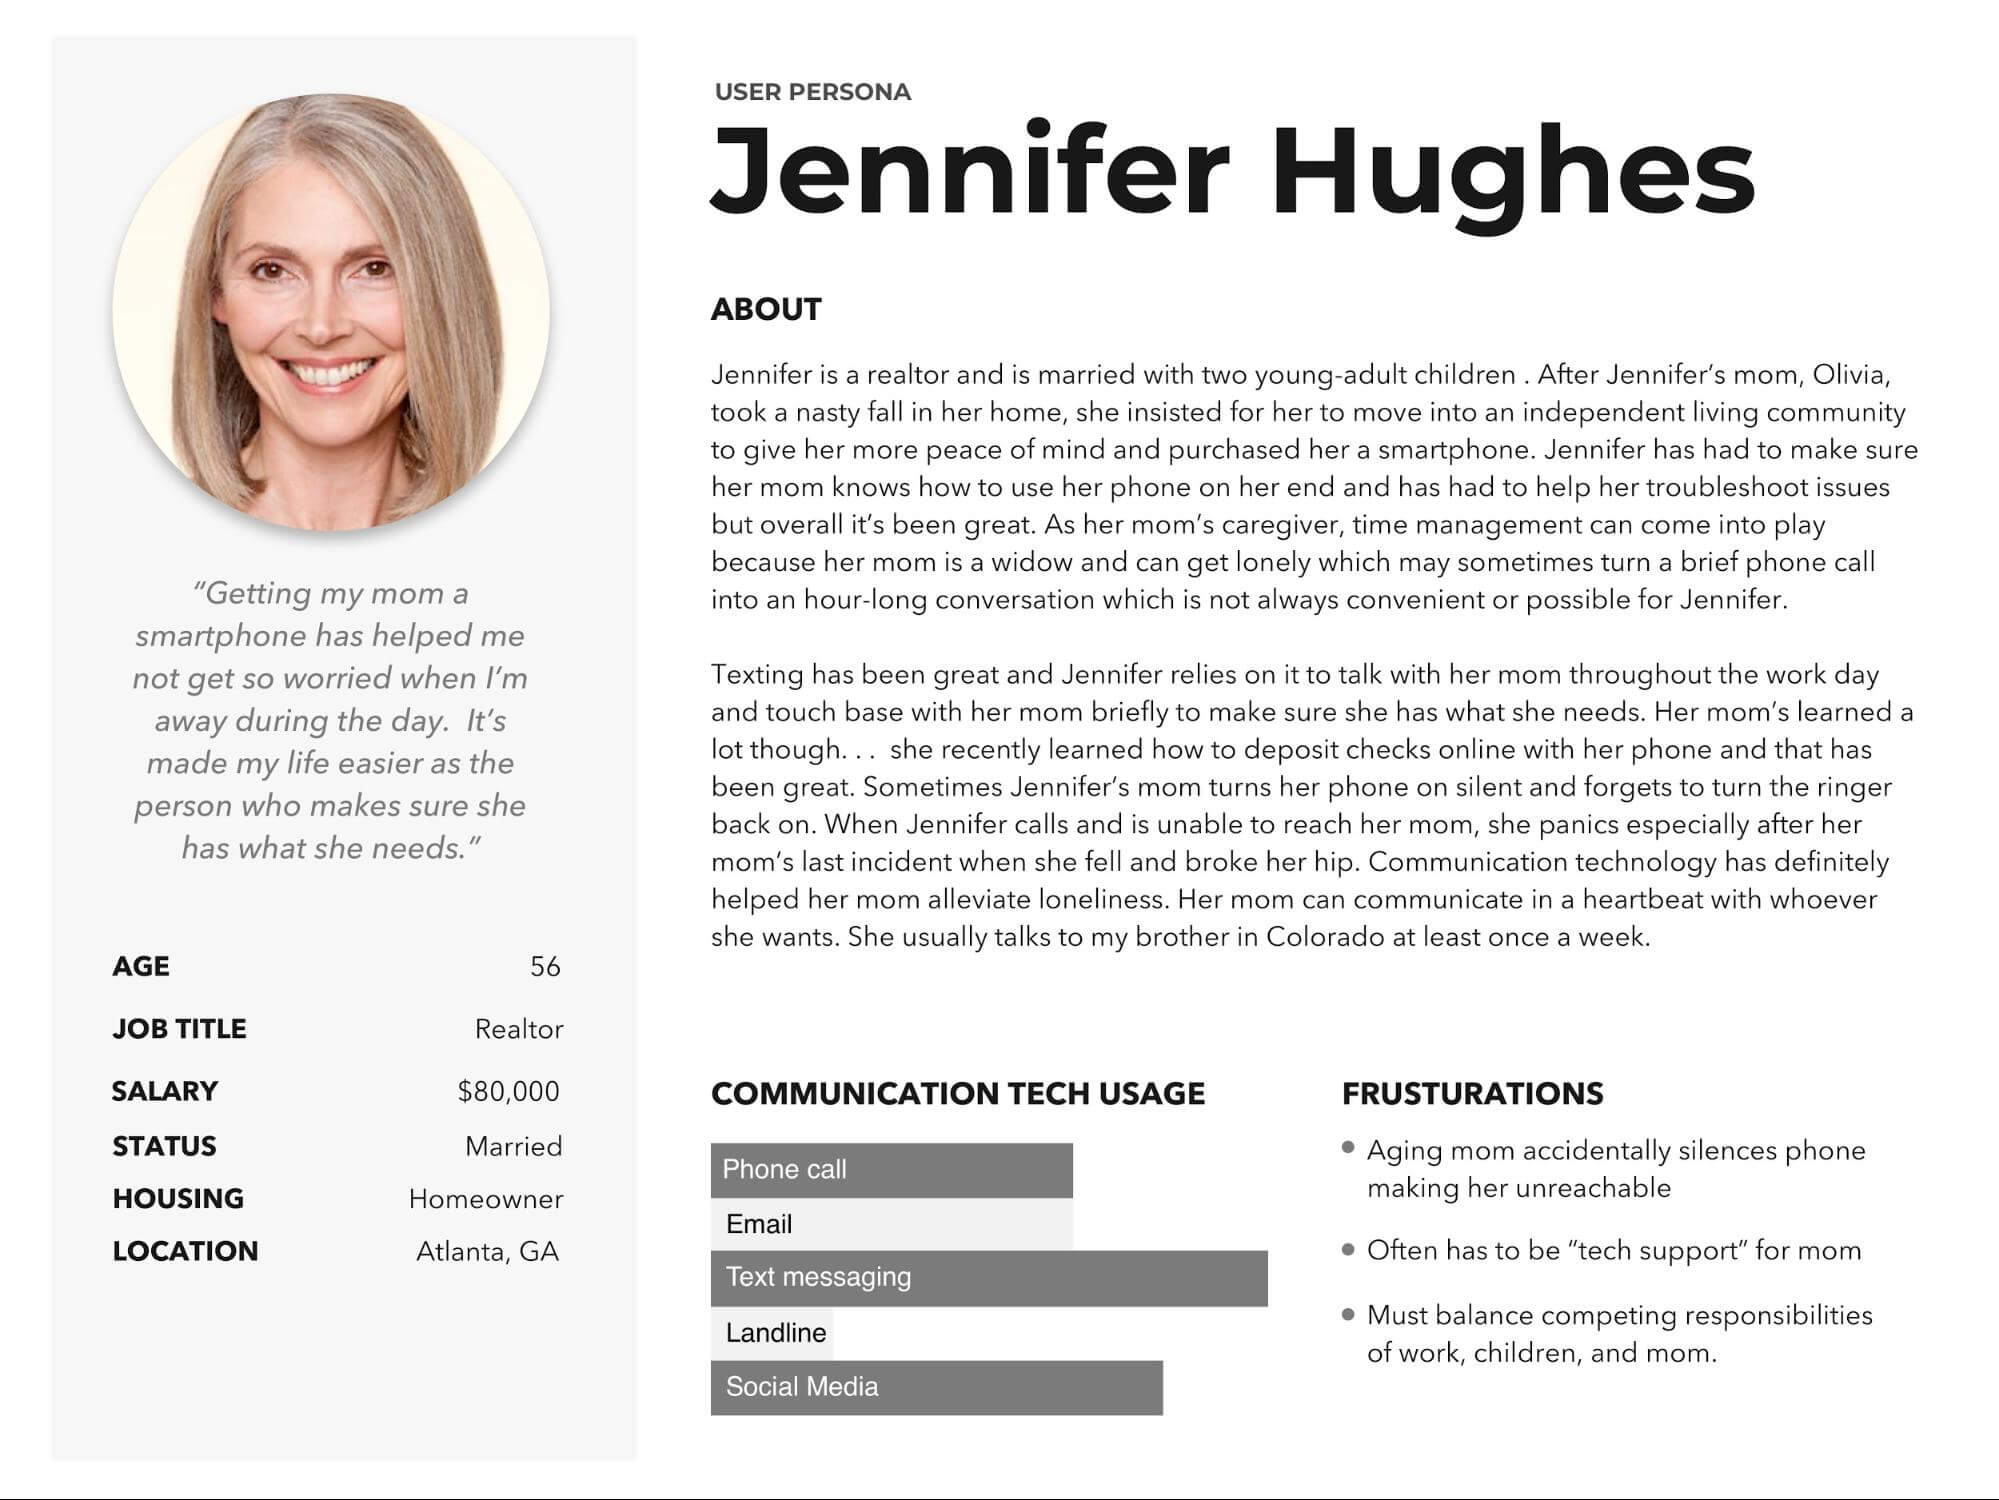 USER PERSONA
Jennifer Hughes
“Getting my mom a
smartphone has helped me
not get so worried when I’m
away during the day.  It’s
made my life easier as the
person who makes sure she
has what she needs.”
AGE 56
JOB TITLE Realtor
SALARY $80,000
STATUS Married
HOUSING Homeowner
LOCATION Atlanta, GA
ABOUT
Jennifer is a realtor and is married with two young-adult children . After Jennifer’s mom, Olivia,
took a nasty fall in her home, she insisted for her to move into an independent living community
to give her more peace of mind and purchased her a smartphone. Jennifer has had to make sure
her mom knows how to use her phone on her end and has had to help her troubleshoot issues
but overall it’s been great. As her mom’s caregiver, time management can come into play
because her mom is a widow and can get lonely which may sometimes turn a brief phone call
into an hour-long conversation which is not always convenient or possible for Jennifer.
Texting has been great and Jennifer relies on it to talk with her mom throughout the work day
and touch base with her mom briefly to make sure she has what she needs. Her mom’s learned a
lot though. . .  she recently learned how to deposit checks online with her phone and that has
been great. Sometimes Jennifer’s mom turns her phone on silent and forgets to turn the ringer
back on. When Jennifer calls and is unable to reach her mom, she panics especially after her
mom’s last incident when she fell and broke her hip. Communication technology has definitely
helped her mom alleviate loneliness. Her mom can communicate in a heartbeat with whoever
she wants. She usually talks to my brother in Colorado at least once a week.
COMMUNICATION TECH USAGE
Phone call
Email
Text messaging
Landline
Social Media
FRUSTURATIONS
• Aging mom accidentally silences phone
making her unreachable
• Often has to be “tech support” for mom
• Must balance competing responsibilities
of work, children, and mom.